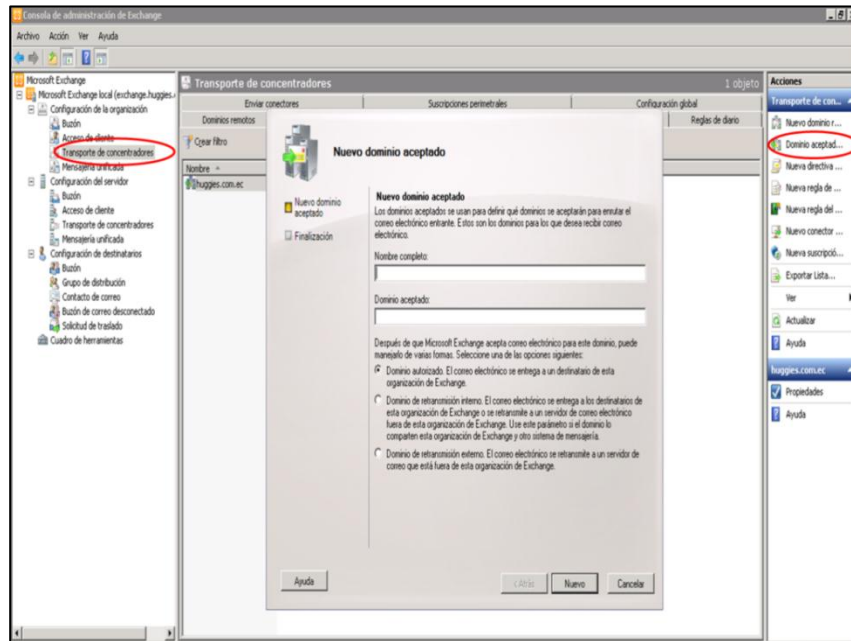 Consola de administración de Exchange
Archivo Acción Ver Ayuda
Microsoft Exchange
Microsoft Exchange local (exchange.huggies.
Configuración de la organización
Buzón
Acceso de cliente
Transporte de concentradores
Mensajería unificada
Configuración del servidor
Buzón
Acceso de cliente
Transporte de concentradores
Mensajería unificada
Configuración de destinatarios
Buzón
Grupo de distribución
Contacto de correo
Buzón de correo desconectado
Solicitud de traslado
Cuadro de herramientas
Transporte de concentradores 1 objeto
Enviar conectores Suscripciones perimetrales Configuración global
Dominios remotos Reglas de diario
Crear filtro
Nombre
huggies.com.ec
Nuevo dominio aceptado
Nuevo dominio
aceptado
Finalización
Nuevo dominio aceptado
Los dominios aceptados se usan para definir qué dominios se aceptarán para enrutar el
correo electrónico entrante. Estos son los dominios para los que desea recibir correo
electrónico.
Nombre completo:
Dominio aceptado:
Después de que Microsoft Exchange acepta correo electrónico para este dominio, puede
manejarlo de varias formas. Seleccione una de las opciones siguientes:
Dominio autorizado. El correo electrónico se entrega a un destinatario de esta
organización de Exchange.
Dominio de retransmisión interno. El correo electrónico se entrega a los destinatarios de
esta organización de Exchange o se retransmite a un servidor de correo electrónico
fuera de esta organización de Exchange. Use este parámetro si el dominio lo
comparten esta organización de Exchange y otro sistema de mensajería.
Dominio de retransmisión externo. El correo electrónico se retransmite a un servidor de
correo que está fuera de esta organización de Exchange.
Ayuda < Atrás Nuevo Cancelar
Acciones
Transporte de con...
Nuevo dominio r...
Dominio aceptad...
Nueva directiva ...
Nueva regla de ...
Nueva regla del ...
Nuevo conector ...
Nueva suscripció...
Exportar Lista...
Ver
Actualizar
Ayuda
huggies.com.ec
Propiedades
Ayuda